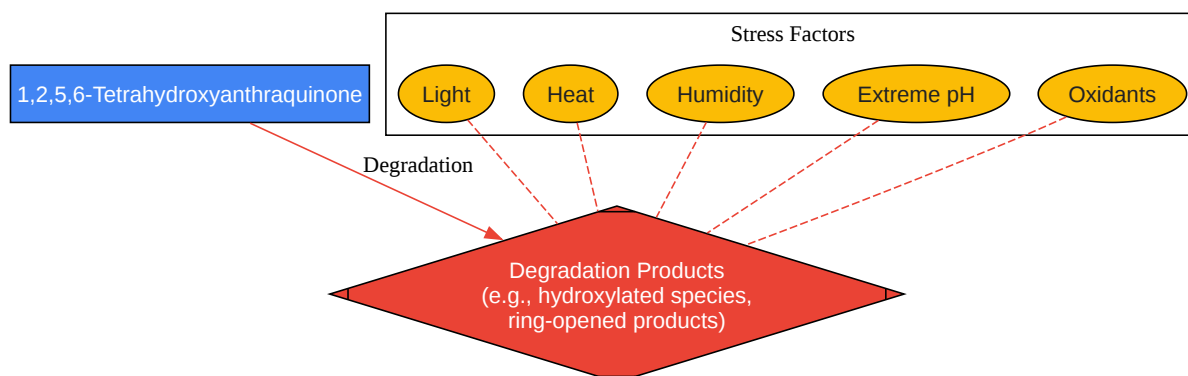 Stress Factors
1,2,5,6-Tetrahydroxyanthraquinone
Light
Heat
Humidity
Extreme pH
Oxidants
Degradation
Degradation Products
(e.g., hydroxylated species,
ring-opened products)